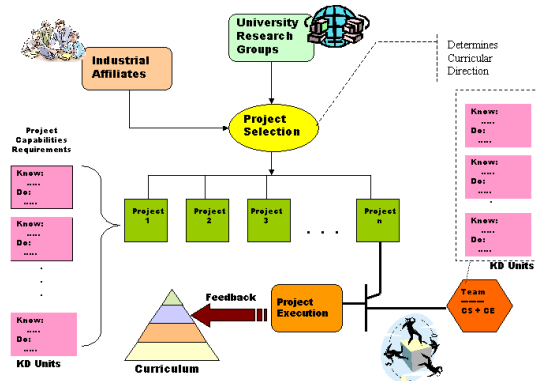 University
Research
Groups
Industrial
Affiliates
Determines
Curricular
Direction
Project
Selection
Project
Capabilities
Requirements
Know:
.....
Do:
.....
Know:
.....
Do:
.....
Know:
.....
Do:
.....
KD Units
Project
1
Project
2
Project
3
. . .
Project
n
Know:
.....
Do:
.....
Know:
.....
Do:
.....
Know:
.....
Do:
.....
KD Units
Feedback
Project
Execution
Team
CS + CE
Curriculum